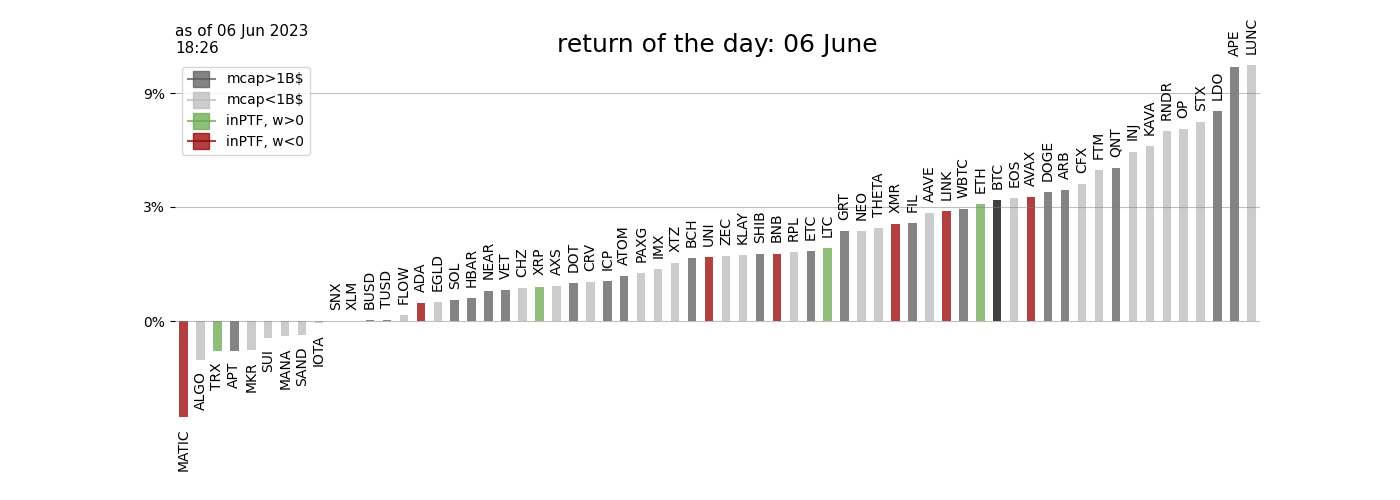 as of 06 Jun 2023
18:26
return of the day: 06 June
mcap>1B$
mcap<1B$
inPTF, w>0
inPTF, w<0
9%
3%
0%
MATIC
ALGO
TRX
APT
MKR
SUI
MANA
SAND
IOTA
SNX
XLM
BUSD
TUSD
FLOW
ADA
EGLD
SOL
HBAR
NEAR
VET
CHZ
XRP
AXS
DOT
CRV
ICP
ATOM
PAXG
IMX
XTZ
BCH
UNI
ZEC
KLAY
SHIB
BNB
RPL
ETC
LTC
GRT
NEO
THETA
XMR
FIL
AAVE
LINK
WBTC
ETH
BTC
EOS
AVAX
DOGE
ARB
CFX
FTM
QNT
INJ
KAVA
RNDR
OP
STX
LDO
APE
LUNC